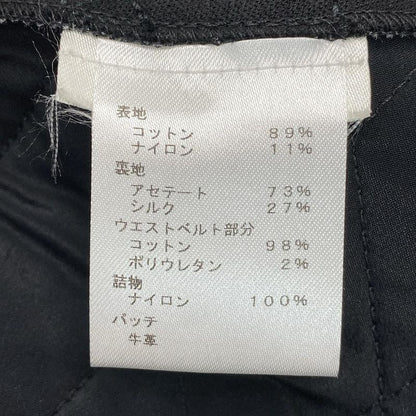 表地
コットン 89%
ナイロン 11%
裏地
アセテート 73%
シルク 27%
ウエストベルト部分
コットン 98%
ポリウレタン 2%
詰物
ナイロン 100%
パッチ
牛革